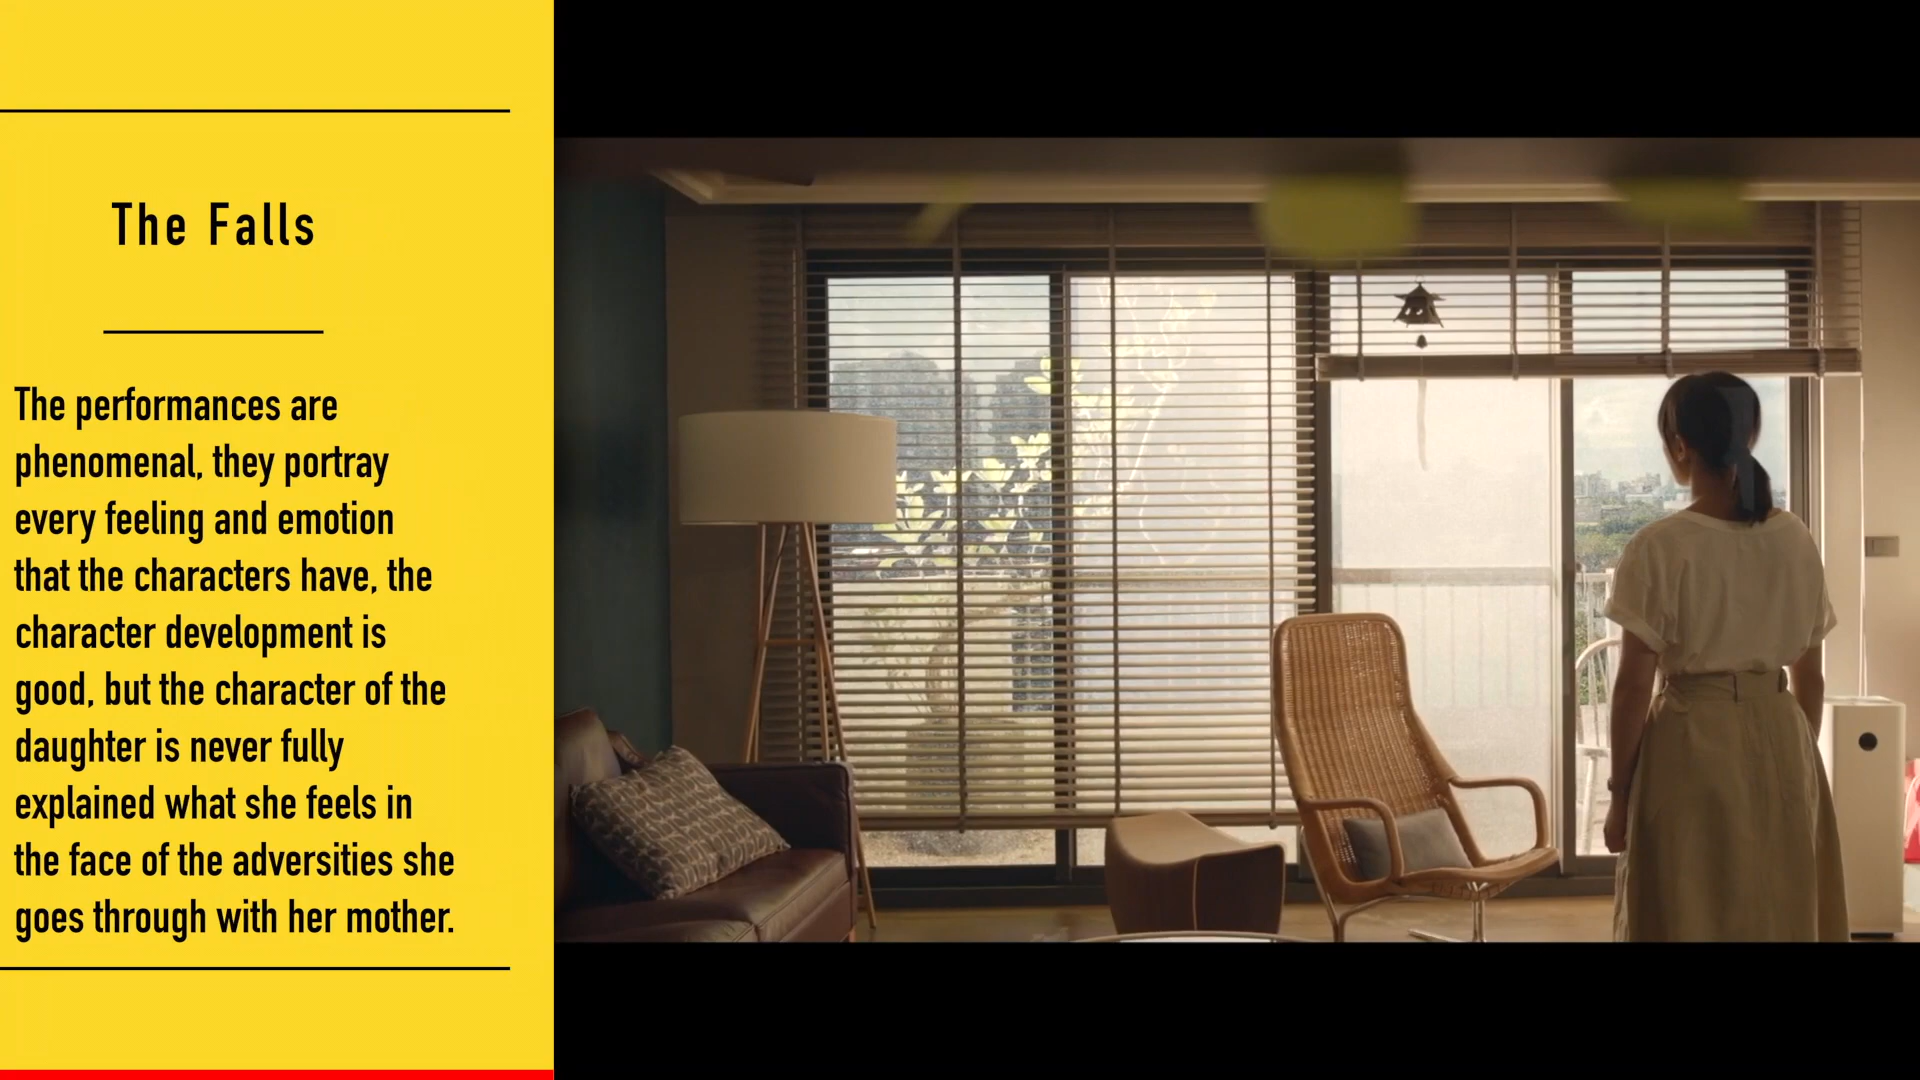 The Falls
The performances are
phenomenal, they portray
every feeling and emotion
that the characters have, the
character development is
good, but the character of the
daughter is never fully
explained what she feels in
the face of the adversities she
goes through with her mother.